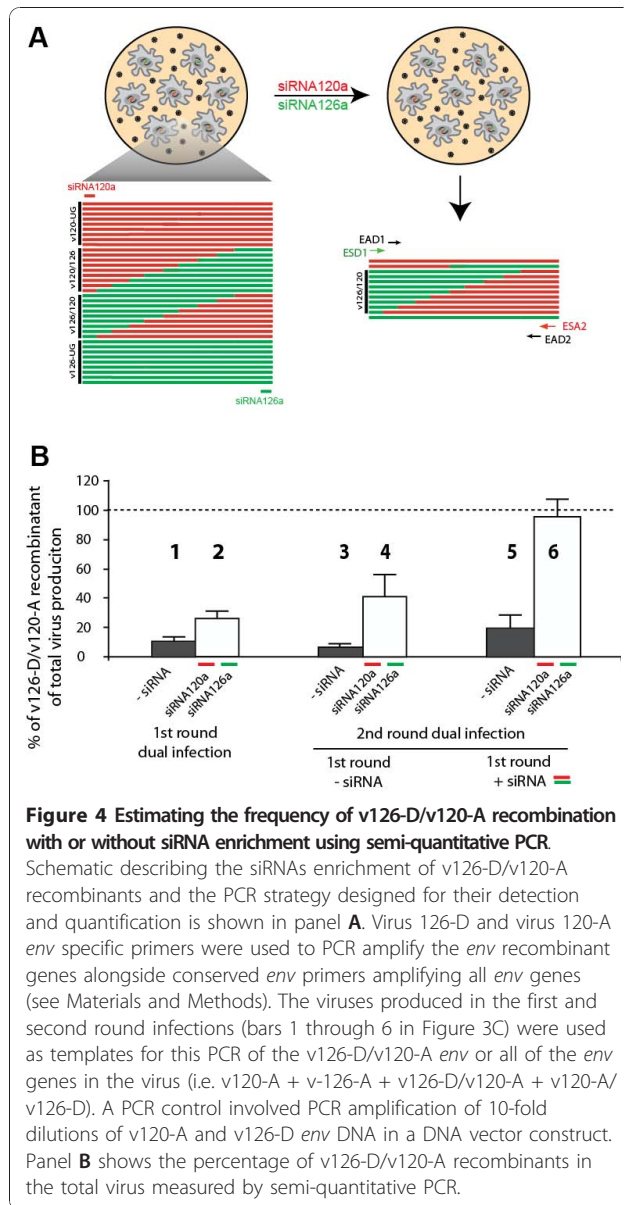 A
siRNA120a
siRNA126a
siRNA120a
v120-UG
v120/126
v126/120
v126-UG
siRNA126a
EAD1
ESD1
v126/120
ESA2
EAD2
B
% of v126-D/v120-A recombinatant
of total virus produciton
120
100
80
60
40
20
0
1
2
3
4
5
6
- siRNA
siRNA120a
siRNA126a
- siRNA
siRNA120a
siRNA126a
- siRNA
siRNA120a
siRNA126a
1st round
dual infection
2nd round dual infection
1st round
- siRNA
1st round
+ siRNA
Figure 4 Estimating the frequency of v126-D/v120-A recombination
with or without siRNA enrichment using semi-quantitative PCR.
Schematic describing the siRNAs enrichment of v126-D/v120-A
recombinants and the PCR strategy designed for their detection
and quantification is shown in panel A. Virus 126-D and virus 120-A
env specific primers were used to PCR amplify the env recombinant
genes alongside conserved env primers amplifying all env genes
(see Materials and Methods). The viruses produced in the first and
second round infections (bars 1 through 6 in Figure 3C) were used
as templates for this PCR of the v126-D/v120-A env or all of the env
genes in the virus (i.e. v120-A + v-126-A + v126-D/v120-A + v120-A/
v126-D). A PCR control involved PCR amplification of 10-fold
dilutions of v120-A and v126-D env DNA in a DNA vector construct.
Panel B shows the percentage of v126-D/v120-A recombinants in
the total virus measured by semi-quantitative PCR.